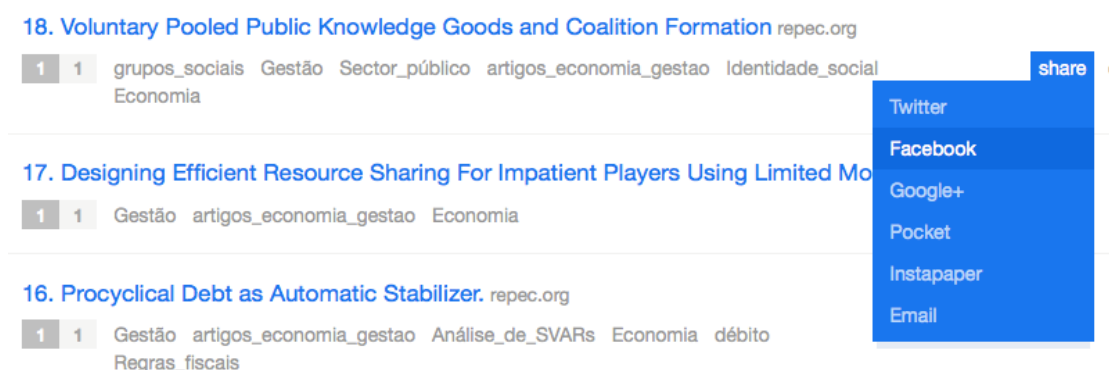 18. Voluntary Pooled Public Knowledge Goods and Coalition Formation repec.org
1 1 grupos_sociais Gestão Sector_público artigos_economia_gestao Identidade_social share
Economia
Twitter
Facebook
17. Designing Efficient Resource Sharing For Impatient Players Using Limited Mo
Google+
1 1 Gestão artigos_economia_gestao Economia
Pocket
Instapaper
16. Procyclical Debt as Automatic Stabilizer. repec.org
Email
1 1 Gestão artigos_economia_gestao Análise_de_SVARs Economia débito
Regras_fiscais